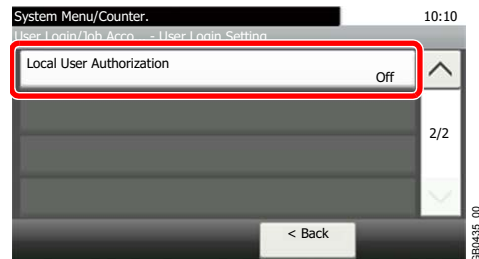 System Menu/Counter.
10:10
User Login/Job Acco... - User Login Setting
Local User Authorization
Off
2/2
< Back
GB0435_00